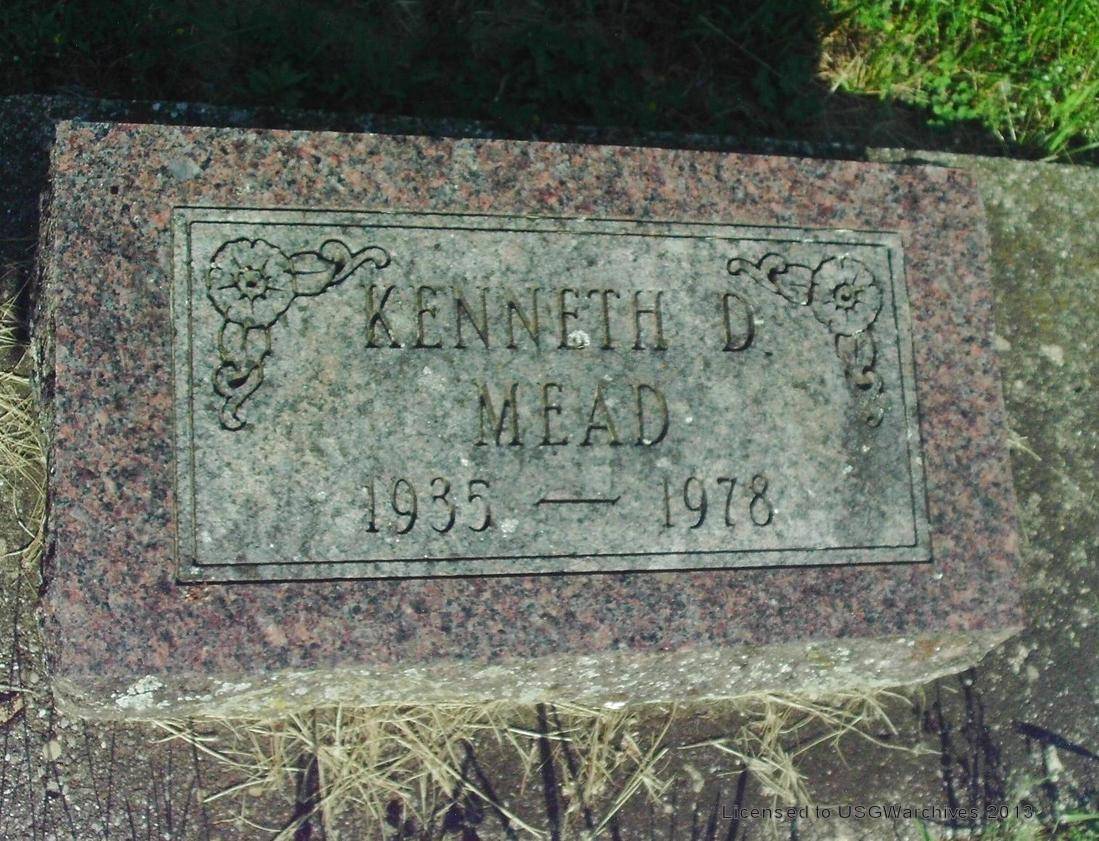 KENNETH D.
MEAD
1935 — 1978
Licensed to USGWarchives 2013